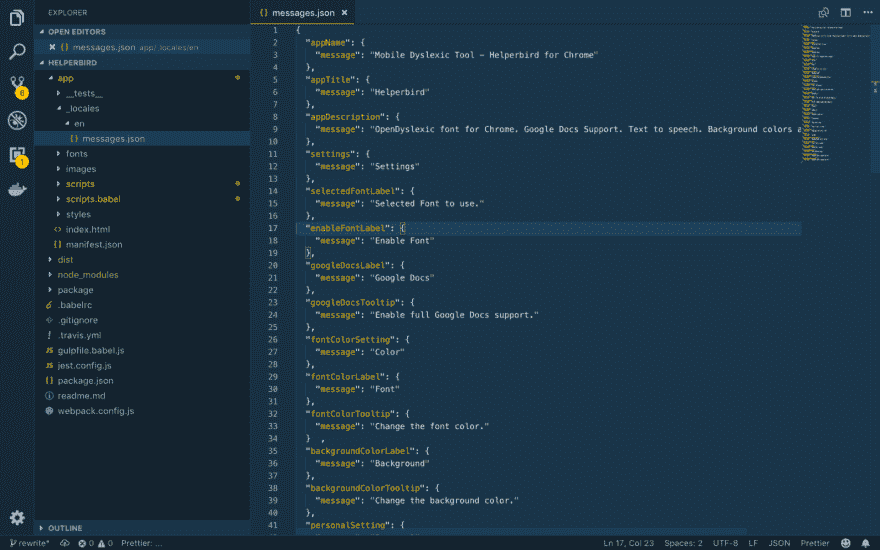 EXPLORER
OPEN EDITORS
messages.json app/_locales/en
HELPERBIRD
app
__tests__
_locales
en
messages.json
fonts
images
scripts
scripts.babel
styles
index.html
manifest.json
dist
node_modules
package
.babelrc
.gitignore
.travis.yml
gulpfile.babel.js
jest.config.js
package.json
readme.md
webpack.config.js
OUTLINE
6
1
messages.json
1 {
2 "appName": {
3 "message": "Mobile Dyslexic Tool - Helperbird for Chrome"
4 },
5 "appTitle": {
6 "message": "Helperbird"
7 },
8 "appDescription": {
9 "message": "OpenDyslexic font for Chrome. Google Docs Support. Text to speech. Background colors a
10 },
11 "settings": {
12 "message": "Settings"
13 },
14 "selectedFontLabel": {
15 "message": "Selected Font to use."
16 },
17 "enableFontLabel": {
18 "message": "Enable Font"
19 },
20 "googleDocsLabel": {
21 "message": "Google Docs"
22 },
23 "googleDocsTooltip": {
24 "message": "Enable full Google Docs support."
25 },
26 "fontColorSetting": {
27 "message": "Color"
28 },
29 "fontColorLabel": {
30 "message": "Font"
31 },
32 "fontColorTooltip": {
33 "message": "Change the font color."
34 } ,
35 "backgroundColorLabel": {
36 "message": "Background"
37 },
38 "backgroundColorTooltip": {
39 "message": "Change the background color."
40 },
41 "personalSetting": {
rewrite* 0 0 Prettier: ... Ln 17, Col 23 Spaces: 2 UTF-8 LF JSON Prettier